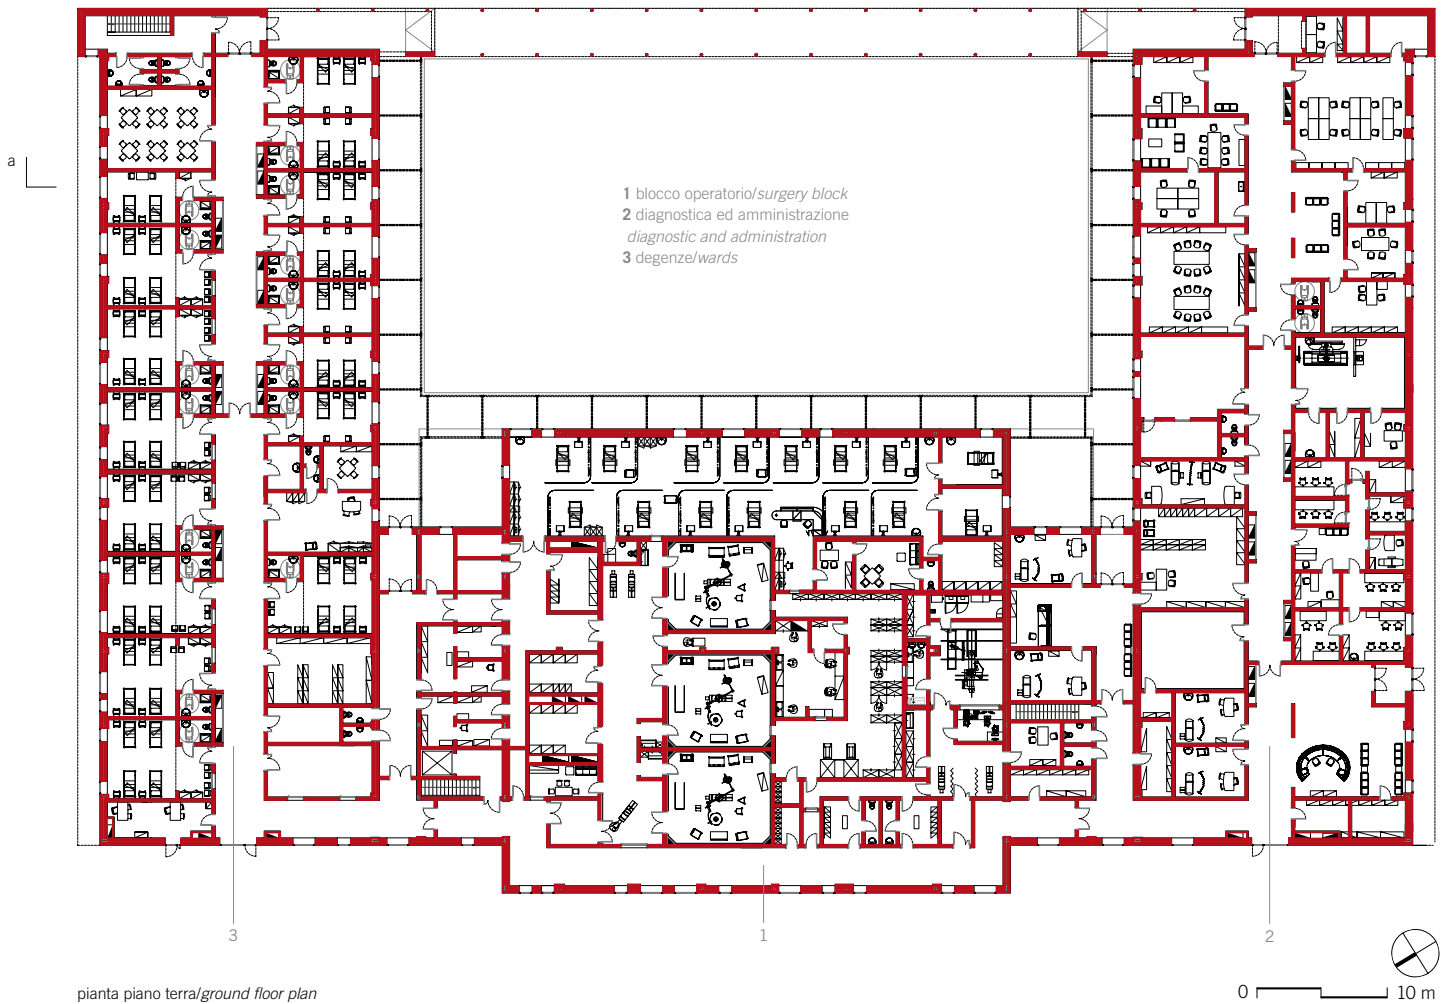 a
1 blocco operatorio/surgery block
2 diagnostica ed amministrazione
diagnostic and administration
3 degenze/wards
3
1
2
pianta piano terra/ground floor plan
0 10 m